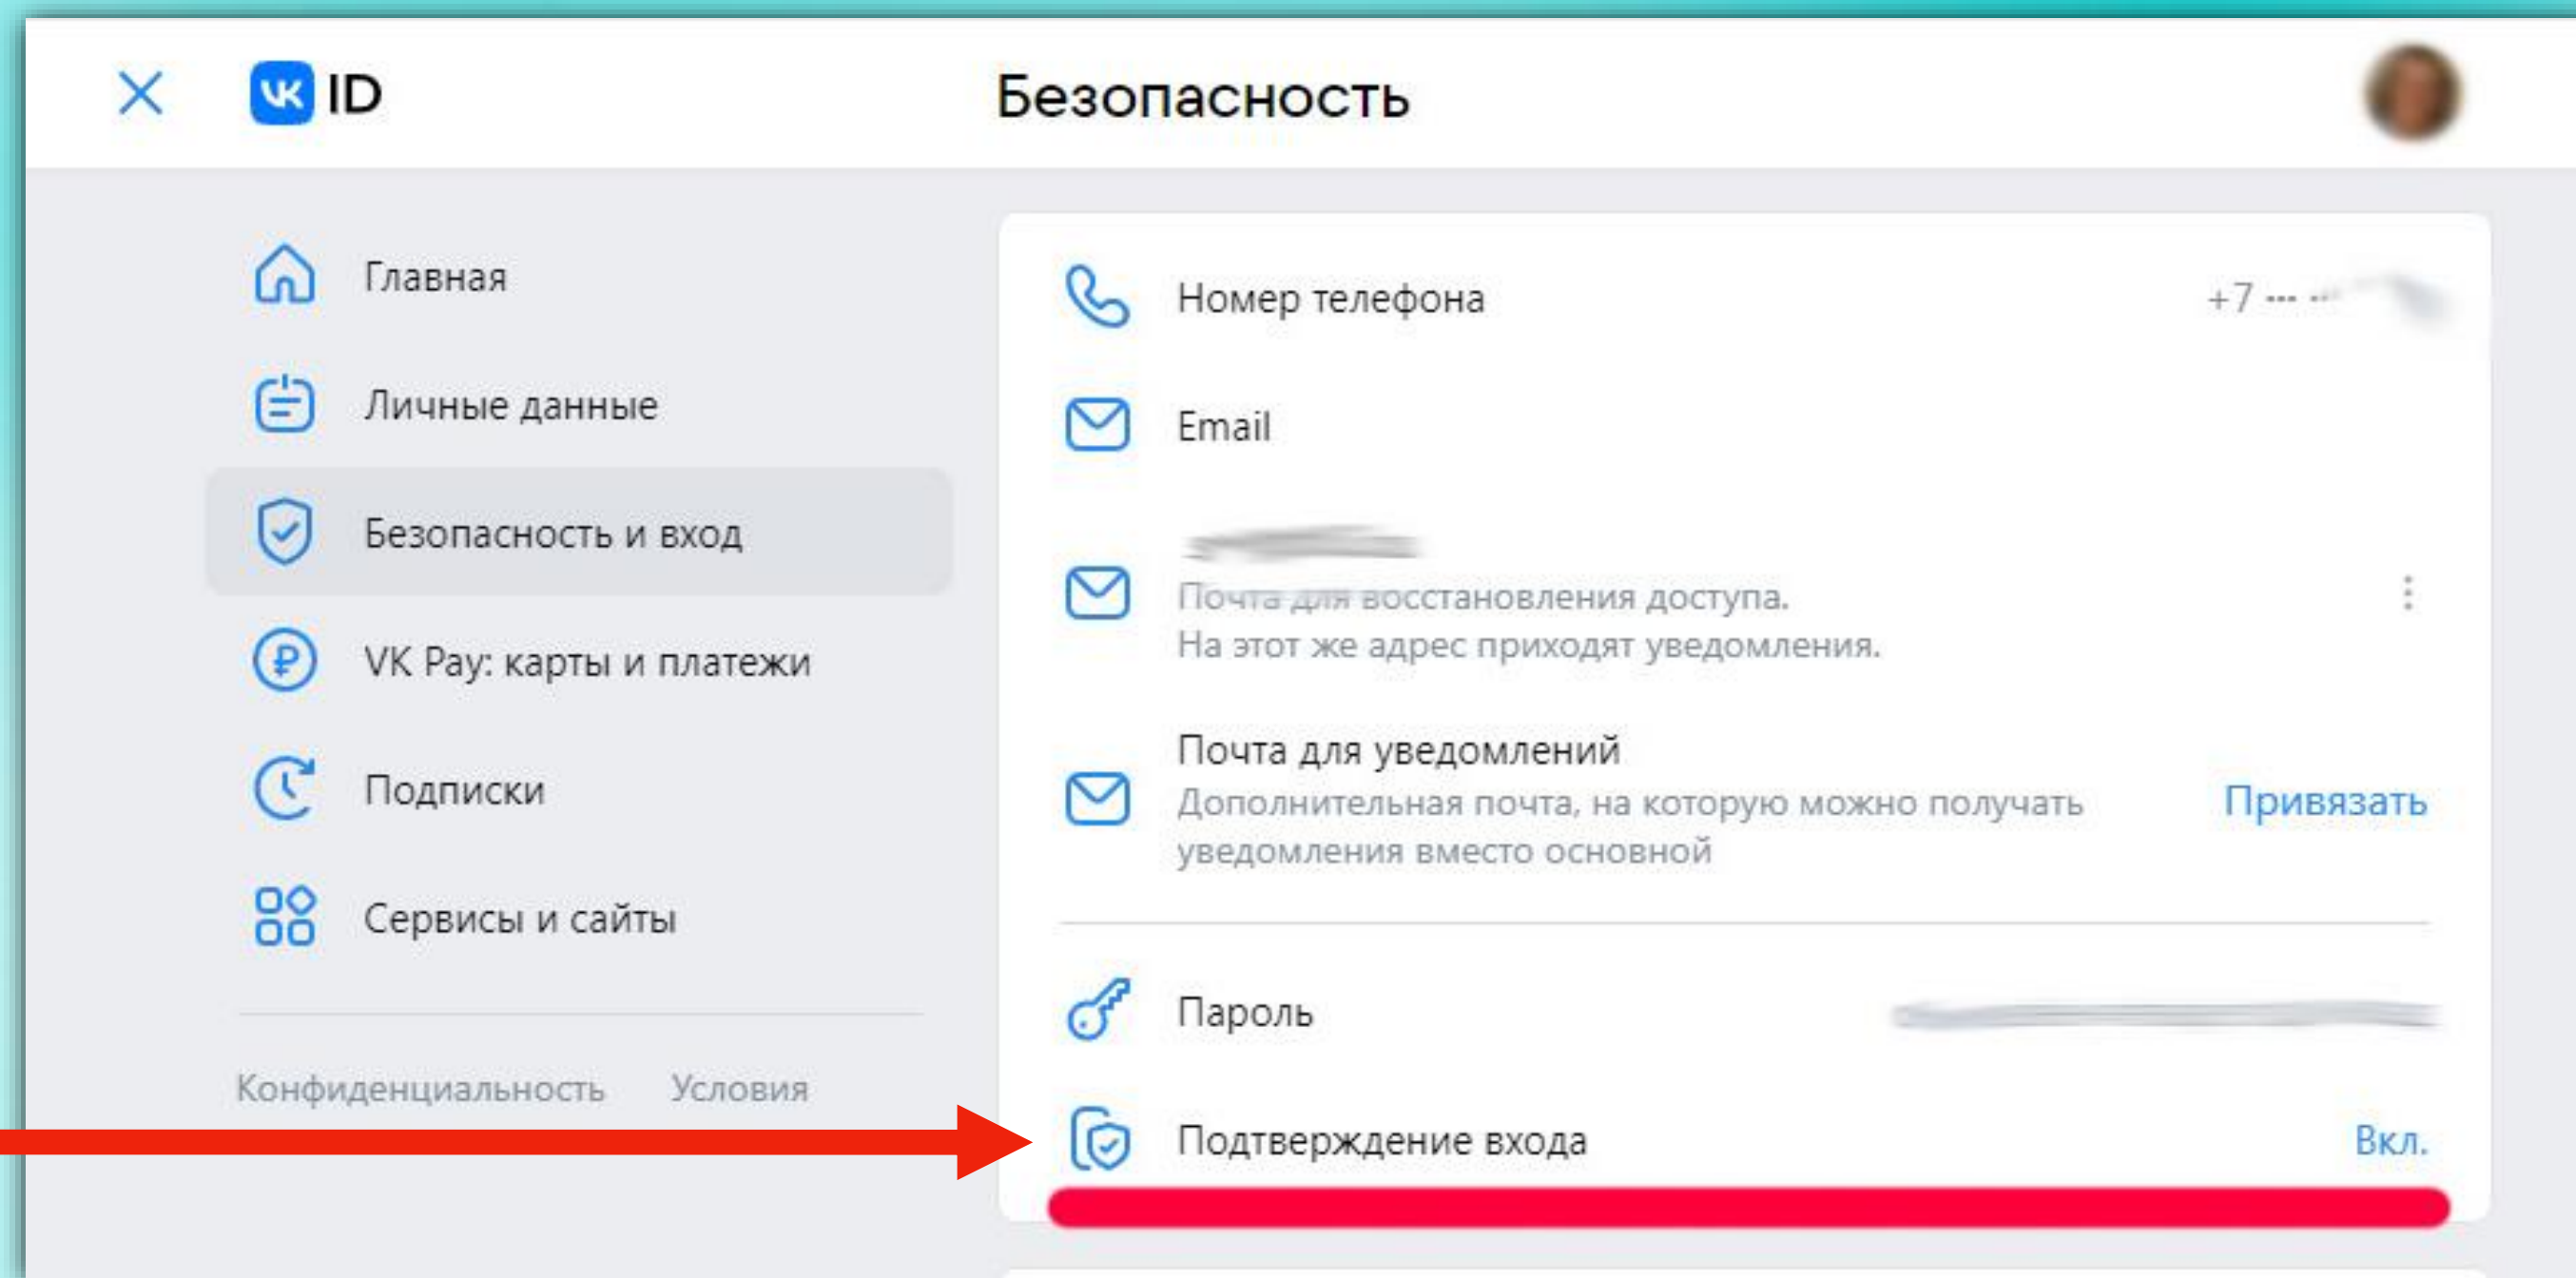 VK ID
Безопасность
Главная
Личные данные
Безопасность и вход
VK Pay: карты и платежи
Подписки
Сервисы и сайты
Конфиденциальность Условия
Номер телефона +7
Email
Почта для восстановления доступа.
На этот же адрес приходят уведомления.
Почта для уведомлений
Дополнительная почта, на которую можно получать
уведомления вместо основной
Привязать
Пароль
Подтверждение входа Вкл.